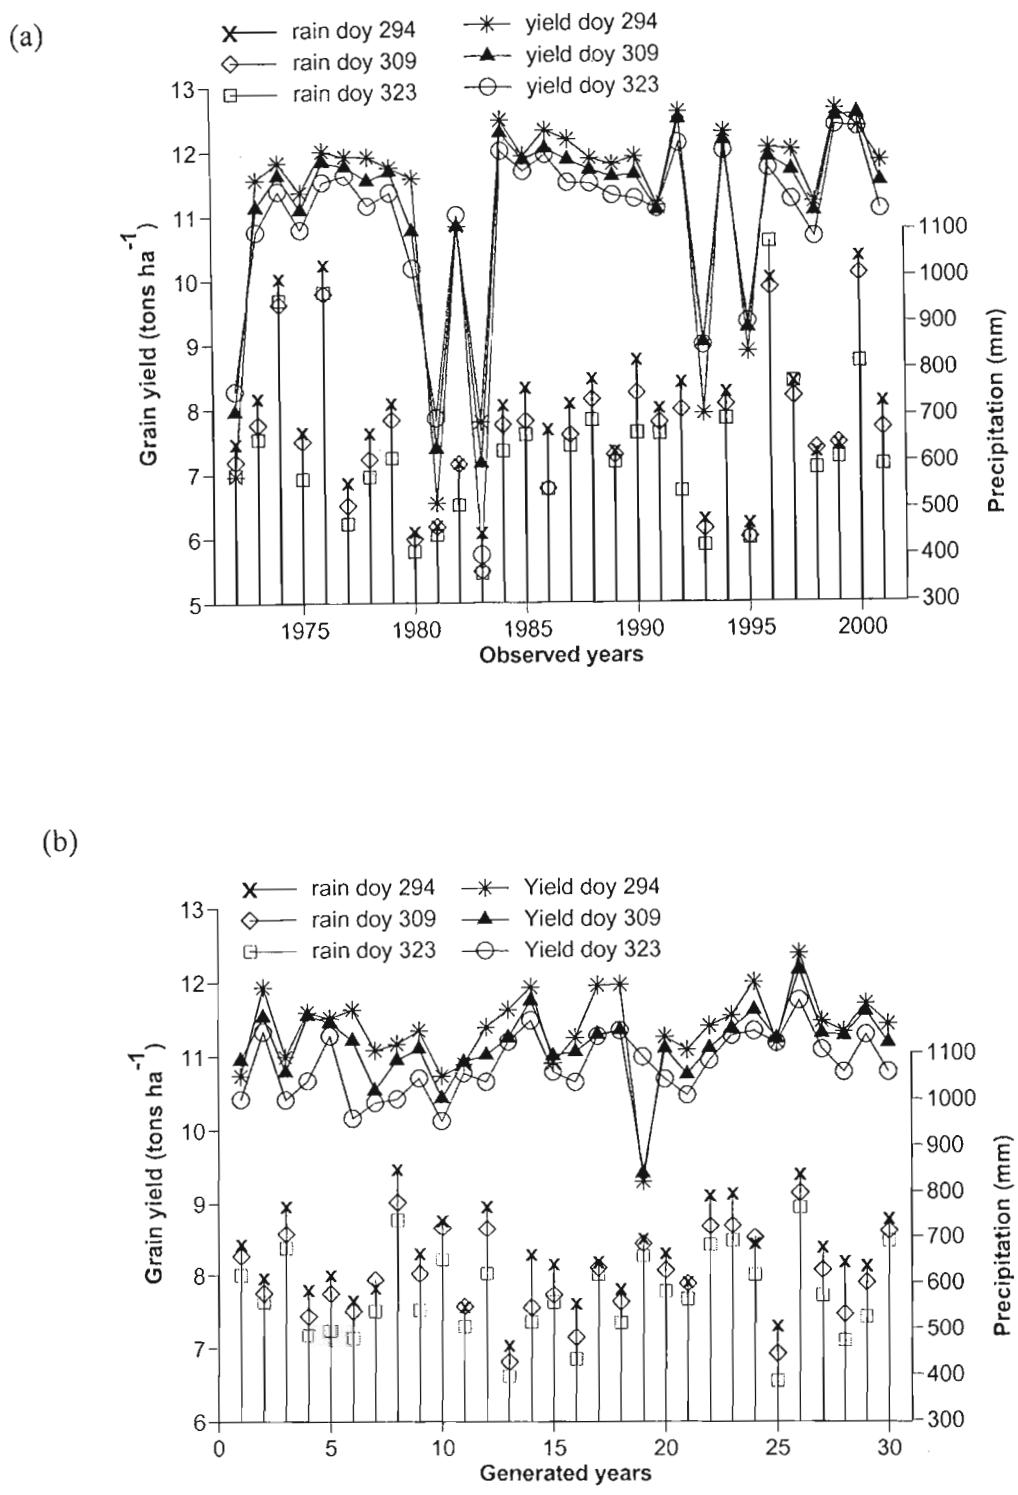 (a)
rain doy 294
yield doy 294
rain doy 309
yield doy 309
rain doy 323
yield doy 323
13
12
11
10
9
8
7
6
5
Grain yield (tons ha⁻¹)
1100
1000
900
800
700
600
500
400
300
Precipitation (mm)
1975 1980 1985 1990 1995 2000
Observed years
(b)
rain doy 294
Yield doy 294
rain doy 309
Yield doy 309
rain doy 323
Yield doy 323
13
12
11
10
9
8
7
6
Grain yield (tons ha⁻¹)
1100
1000
900
800
700
600
500
400
300
Precipitation (mm)
0 5 10 15 20 25 30
Generated years